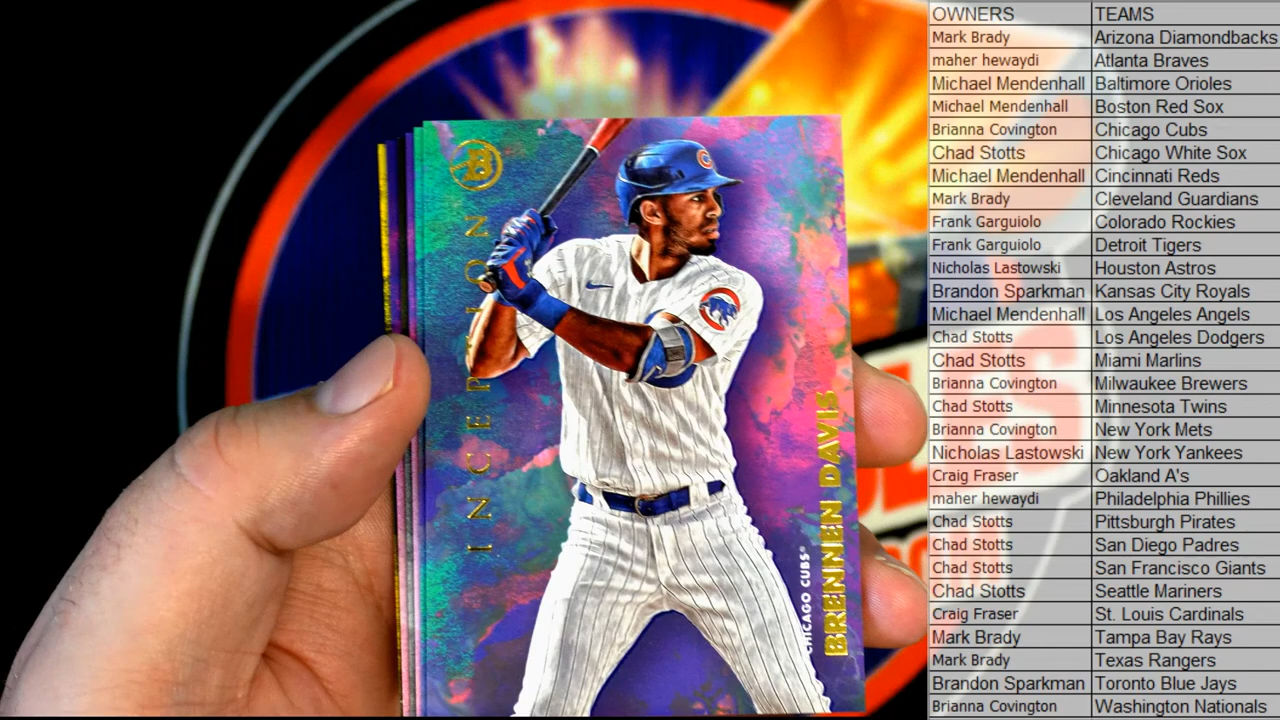 INCEPTION
CHICAGO CUBS®
BRENNEN DAVIS
OWNERS TEAMS
Mark Brady Arizona Diamondbacks
maher hewaydi Atlanta Braves
Michael Mendenhall Baltimore Orioles
Michael Mendenhall Boston Red Sox
Brianna Covington Chicago Cubs
Chad Stotts Chicago White Sox
Michael Mendenhall Cincinnati Reds
Mark Brady Cleveland Guardians
Frank Garguiolo Colorado Rockies
Frank Garguiolo Detroit Tigers
Nicholas Lastowski Houston Astros
Brandon Sparkman Kansas City Royals
Michael Mendenhall Los Angeles Angels
Chad Stotts Los Angeles Dodgers
Chad Stotts Miami Marlins
Brianna Covington Milwaukee Brewers
Chad Stotts Minnesota Twins
Brianna Covington New York Mets
Nicholas Lastowski New York Yankees
Craig Fraser Oakland A's
maher hewaydi Philadelphia Phillies
Chad Stotts Pittsburgh Pirates
Chad Stotts San Diego Padres
Chad Stotts San Francisco Giants
Chad Stotts Seattle Mariners
Craig Fraser St. Louis Cardinals
Mark Brady Tampa Bay Rays
Mark Brady Texas Rangers
Brandon Sparkman Toronto Blue Jays
Brianna Covington Washington Nationals